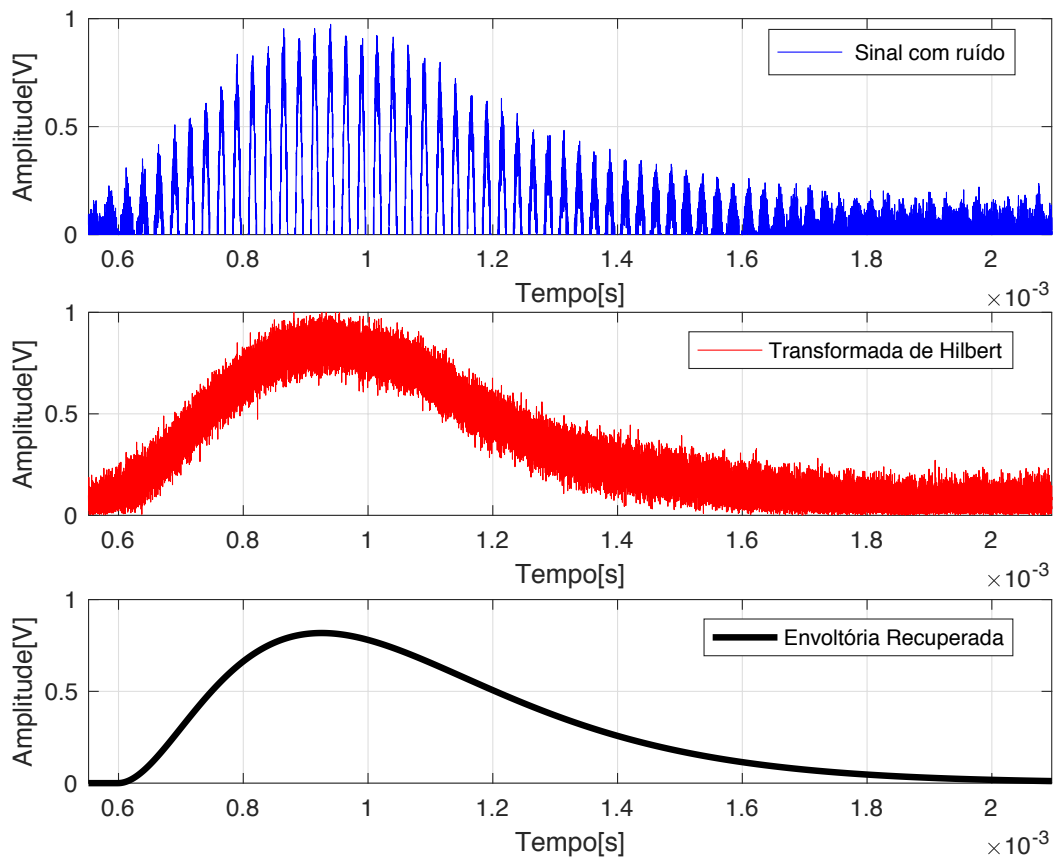 1
Sinal com ruído
Amplitude[V]
0.5
0
0.6 0.8 1 1.2 1.4 1.6 1.8 2
Tempo[s]
×10-3
1
Transformada de Hilbert
Amplitude[V]
0.5
0
0.6 0.8 1 1.2 1.4 1.6 1.8 2
Tempo[s]
×10-3
1
Envoltória Recuperada
Amplitude[V]
0.5
0
0.6 0.8 1 1.2 1.4 1.6 1.8 2
Tempo[s]
×10-3